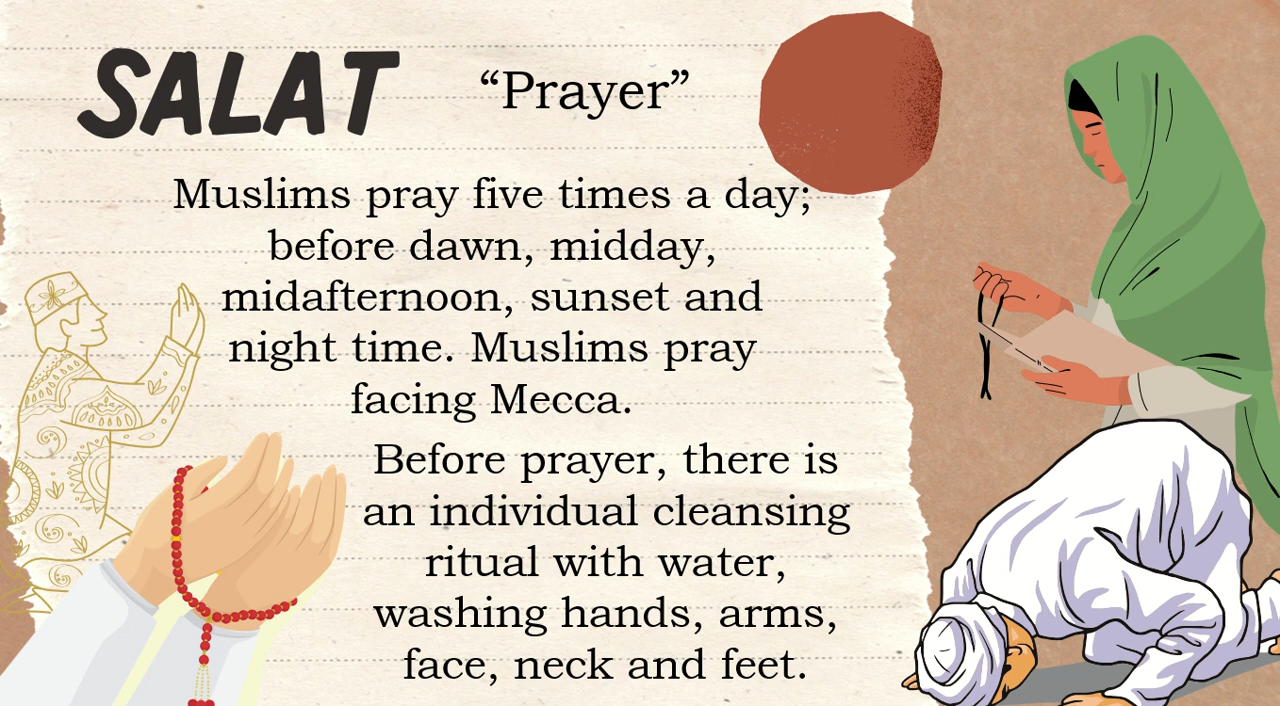 SALAT
“Prayer”
Muslims pray five times a day;
before dawn, midday,
midafternoon, sunset and
night time. Muslims pray
facing Mecca.
Before prayer, there is
an individual cleansing
ritual with water,
washing hands, arms,
face, neck and feet.